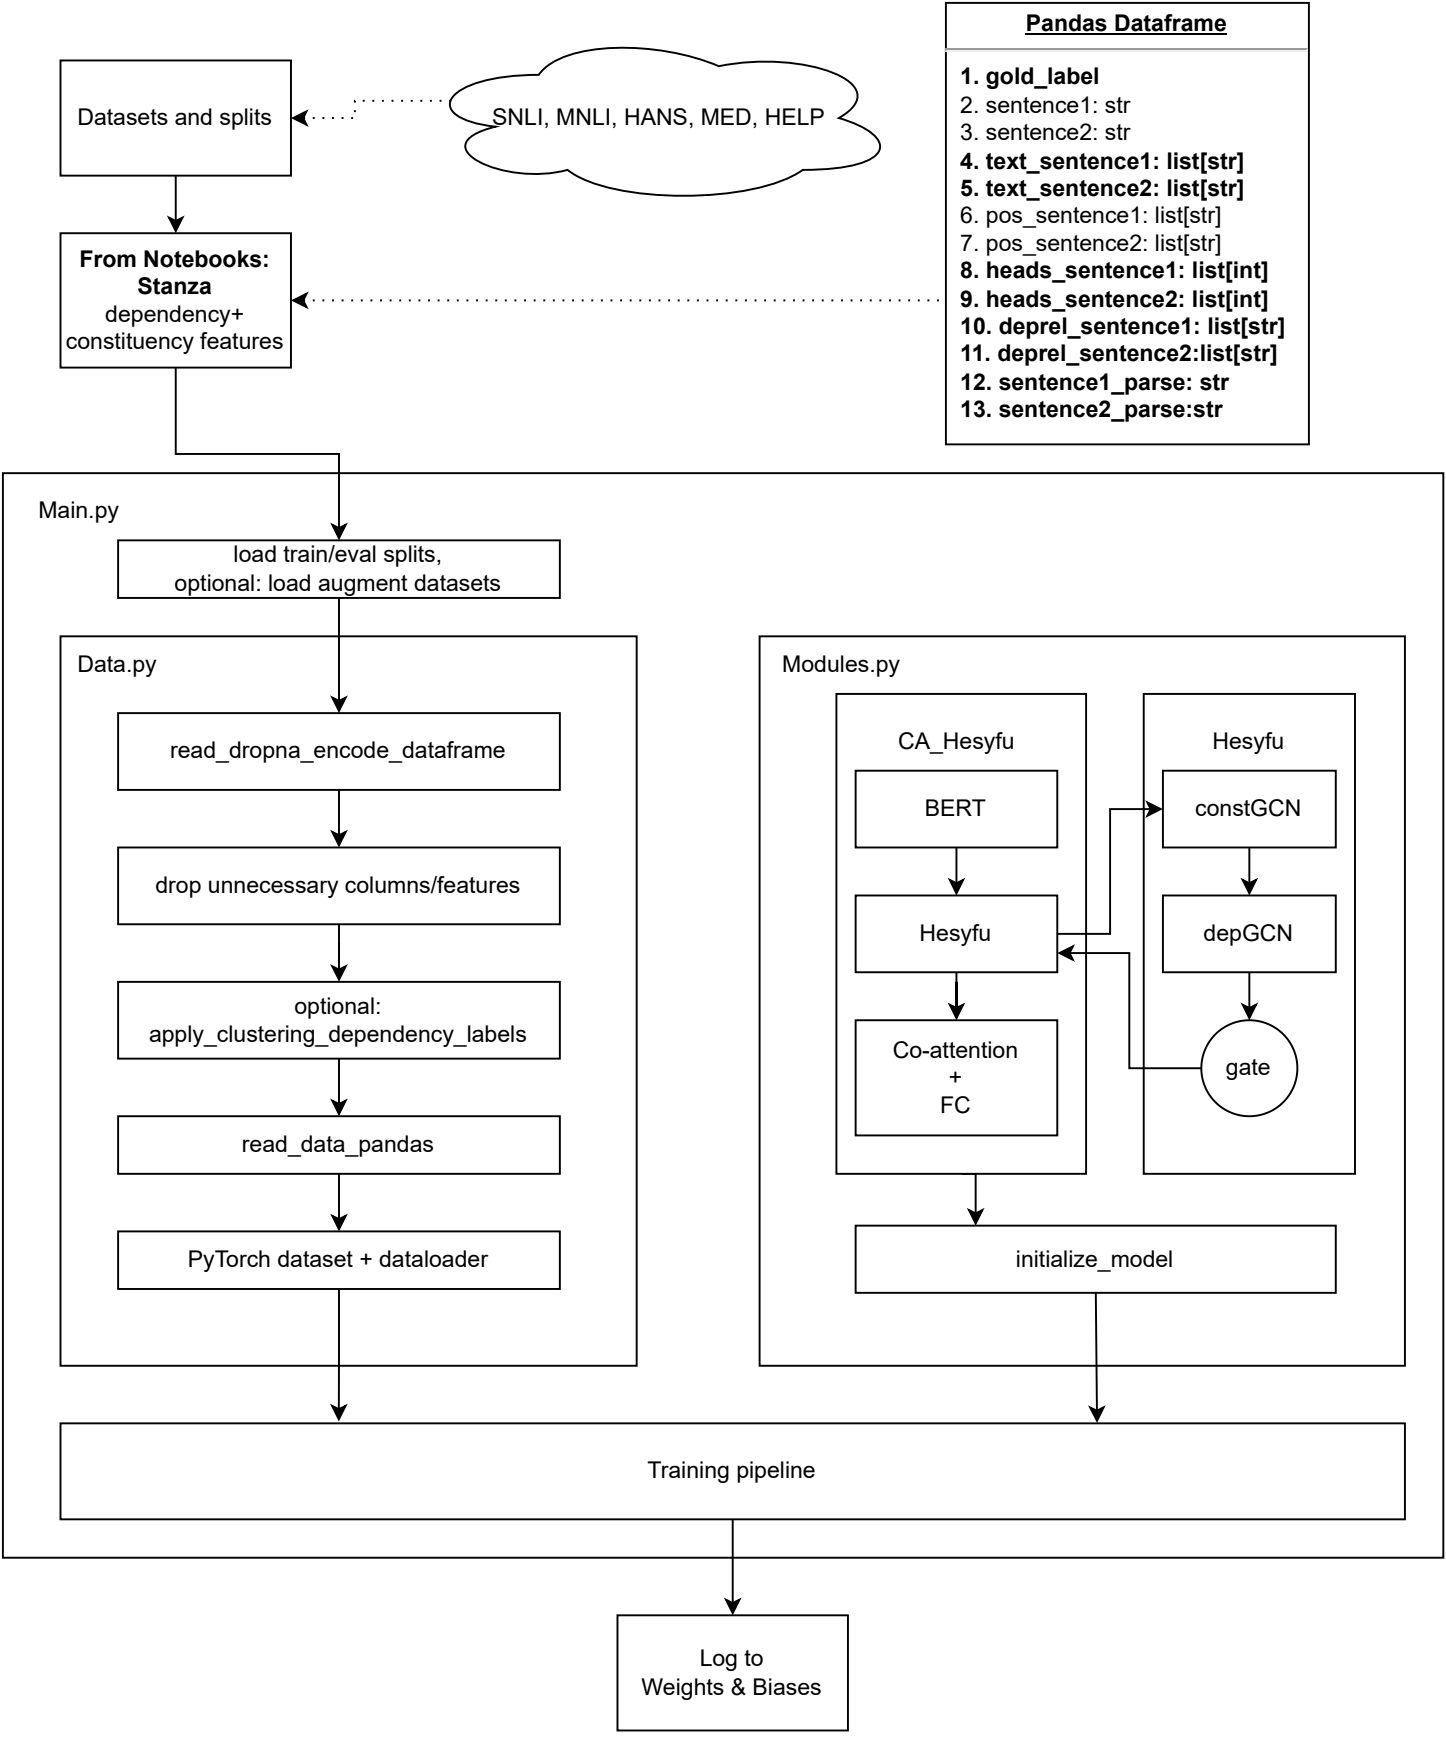 Pandas Dataframe
1. gold_label
2. sentence1: str
3. sentence2: str
4. text_sentence1: list[str]
5. text_sentence2: list[str]
6. pos_sentence1: list[str]
7. pos_sentence2: list[str]
8. heads_sentence1: list[int]
9. heads_sentence2: list[int]
10. deprel_sentence1: list[str]
11. deprel_sentence2:list[str]
12. sentence1_parse: str
13. sentence2_parse:str
Datasets and splits
SNLI, MNLI, HANS, MED, HELP
From Notebooks:
Stanza
dependency+
constituency features
Main.py
load train/eval splits,
optional: load augment datasets
Data.py
read_dropna_encode_dataframe
drop unnecessary columns/features
optional:
apply_clustering_dependency_labels
read_data_pandas
PyTorch dataset + dataloader
Modules.py
CA_Hesyfu
BERT
Hesyfu
Co-attention
+
FC
Hesyfu
constGCN
depGCN
gate
initialize_model
Training pipeline
Log to
Weights & Biases